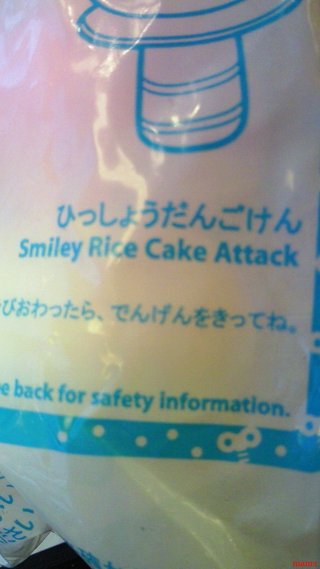 ひっしょうだんごけん
Smiley Rice Cake Attack
びおわったら、でんげんをきってね。
e back for safety information.
mama